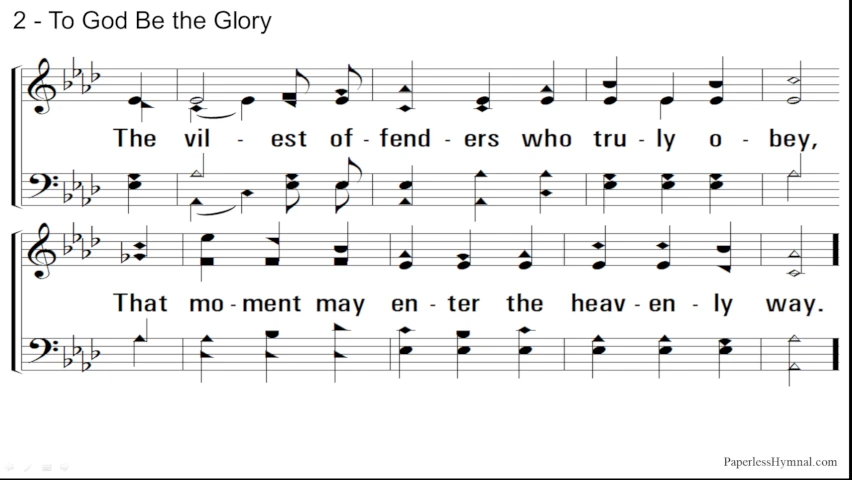 2 - To God Be the Glory
The vil - est of - fend - ers who tru - ly o - bey,
That mo - ment may en - ter the heav - en - ly way.
PaperlessHymnal.com